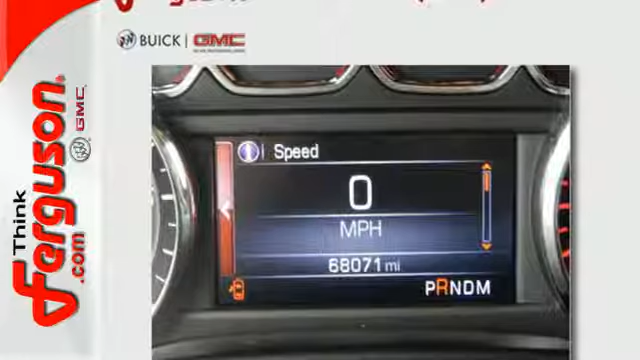 BUICK | GMC
Think
Ferguson.
.com
GMC
Speed
0
MPH
68071 mi
PRNDM